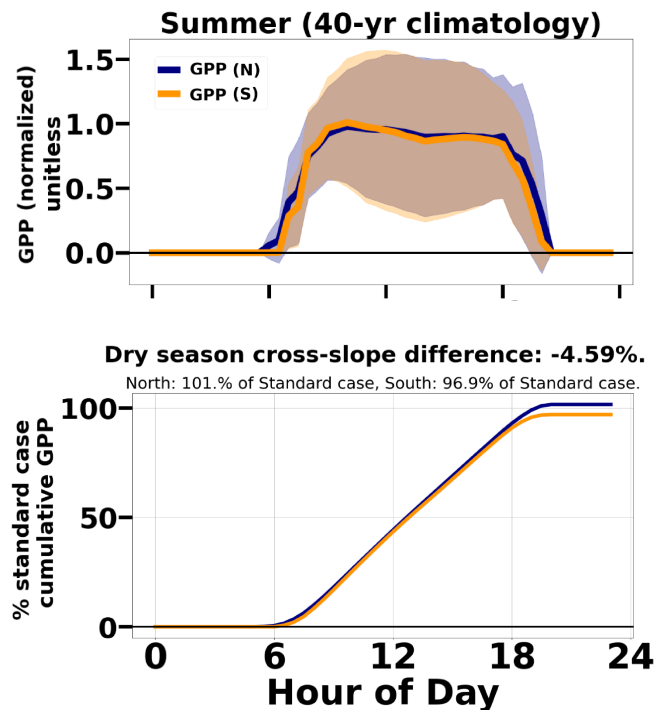 Summer (40-yr climatology)
GPP (normalized
unitless
1.5
1.0
0.5
0.0
GPP (N)
GPP (S)
Dry season cross-slope difference: -4.59%.
North: 101.% of Standard case, South: 96.9% of Standard case.
% standard case
cumulative GPP
100
50
0
0 6 12 18 24
Hour of Day